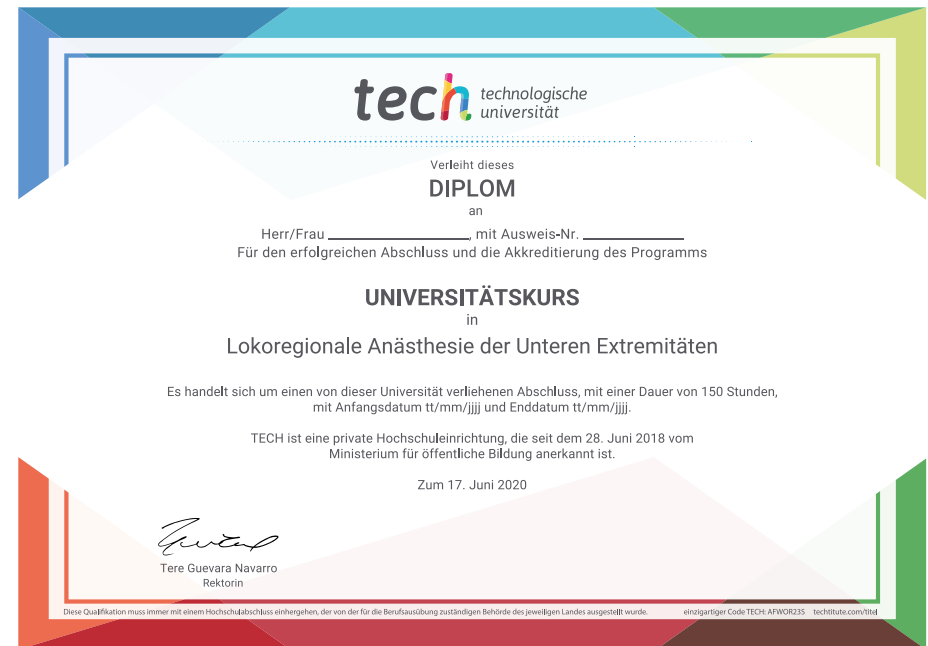 tech technologische
universität
Verleiht dieses
DIPLOM
an
Herr/Frau ____________________, mit Ausweis-Nr. ______________
Für den erfolgreichen Abschluss und die Akkreditierung des Programms
UNIVERSITÄTSKURS
in
Lokoregionale Anästhesie der Unteren Extremitäten
Es handelt sich um einen von dieser Universität verliehenen Abschluss, mit einer Dauer von 150 Stunden,
mit Anfangsdatum tt/mm/jjjj und Enddatum tt/mm/jjjj.
TECH ist eine private Hochschuleinrichtung, die seit dem 28. Juni 2018 vom
Ministerium für öffentliche Bildung anerkannt ist.
Zum 17. Juni 2020
Tere Guevara Navarro
Rektorin
Diese Qualifikation muss immer mit einem Hochschulabschluss einhergehen, der von der für die Berufsausübung zuständigen Behörde des jeweiligen Landes ausgestellt wurde. einzigartiger Code TECH: AFWOR23S techtitute.com/titel